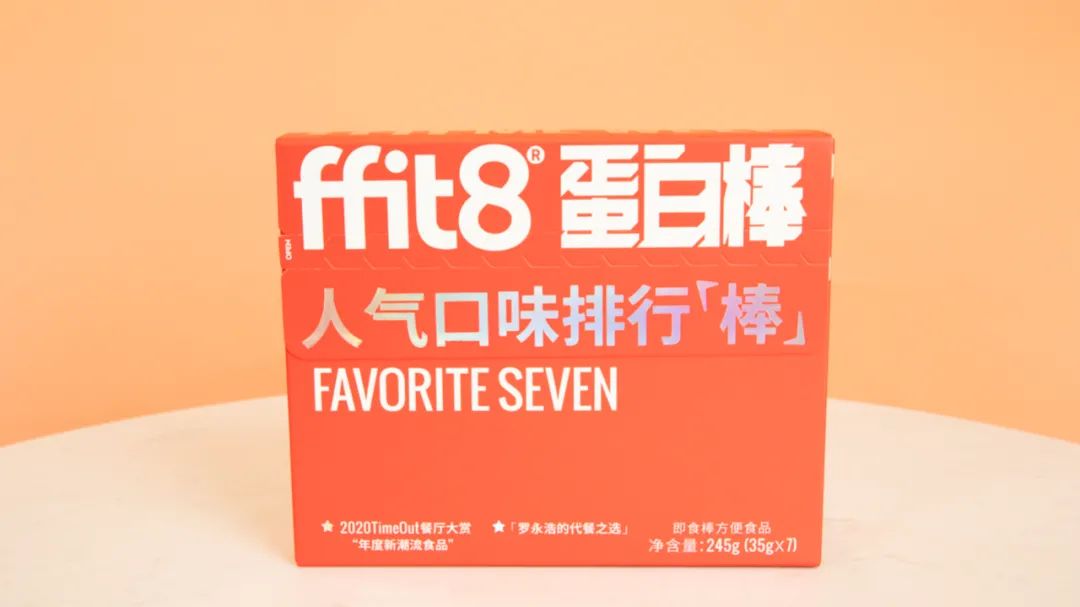 ffit8® 蛋白棒
OPEN
人气口味排行「棒」
FAVORITE SEVEN
★ 2020TimeOut餐厅大赏
“年度新潮流食品”
★「罗永浩的代餐之选」
即食棒方便食品
净含量:245g (35g×7)